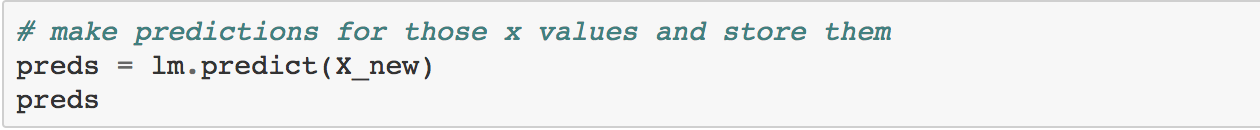 # make predictions for those x values and store them
preds = lm.predict(X_new)
preds